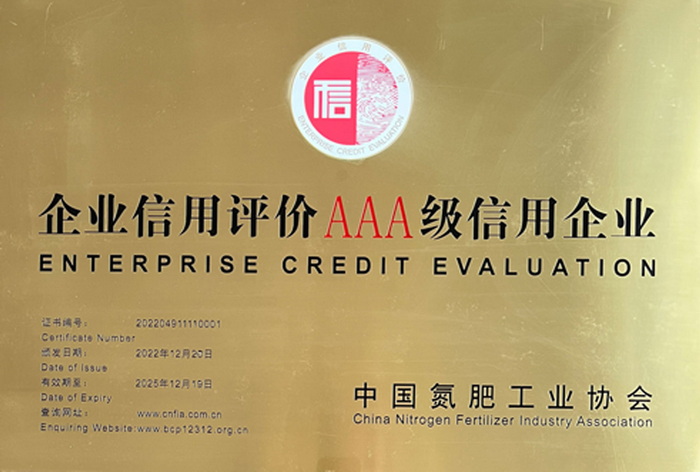 企业信用评价
信
ENTERPRISE CREDIT EVALUATION
企业信用评价AAA级信用企业
ENTERPRISE CREDIT EVALUATION
证书编号: 202204911110001
Certificate Number
颁发日期: 2022年12月20日
Date of Issue
有效期至: 2025年12月19日
Date of Expiry
查询网址: www.cnfia.com.cn
Enquiring Website:www.bcp12312.org.cn
中国氮肥工业协会
China Nitrogen Fertilizer Industry Association